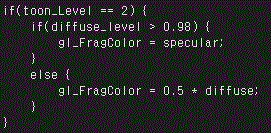 if(toon_Level == 2) {
    if(diffuse_level > 0.98) {
        gl_FragColor = specular;
    }
    else {
        gl_FragColor = 0.5 * diffuse;
    }
}